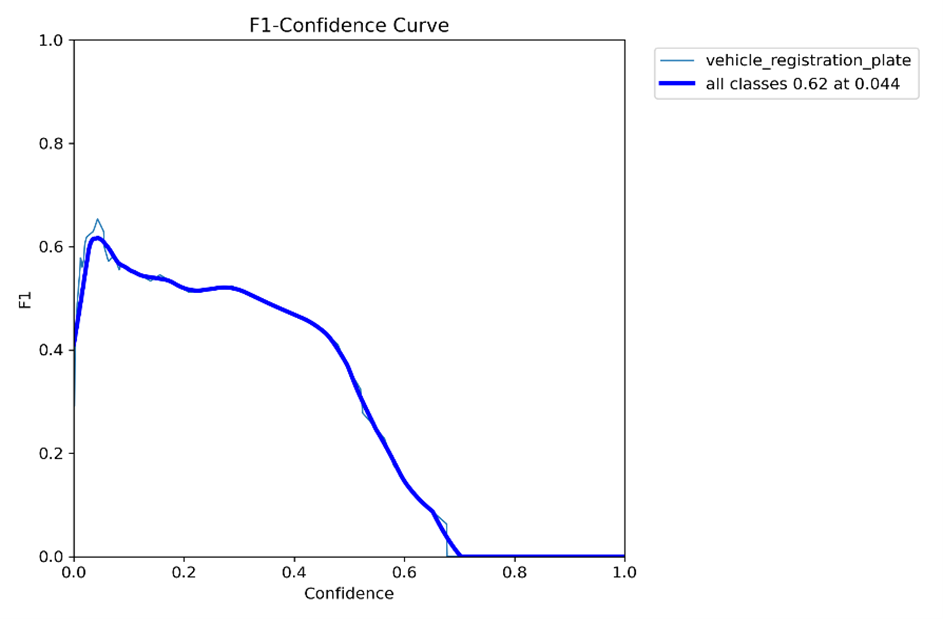 F1-Confidence Curve
vehicle_registration_plate
all classes 0.62 at 0.044
1.0
0.8
0.6
0.4
0.2
0.0
F1
0.0 0.2 0.4 0.6 0.8 1.0
Confidence